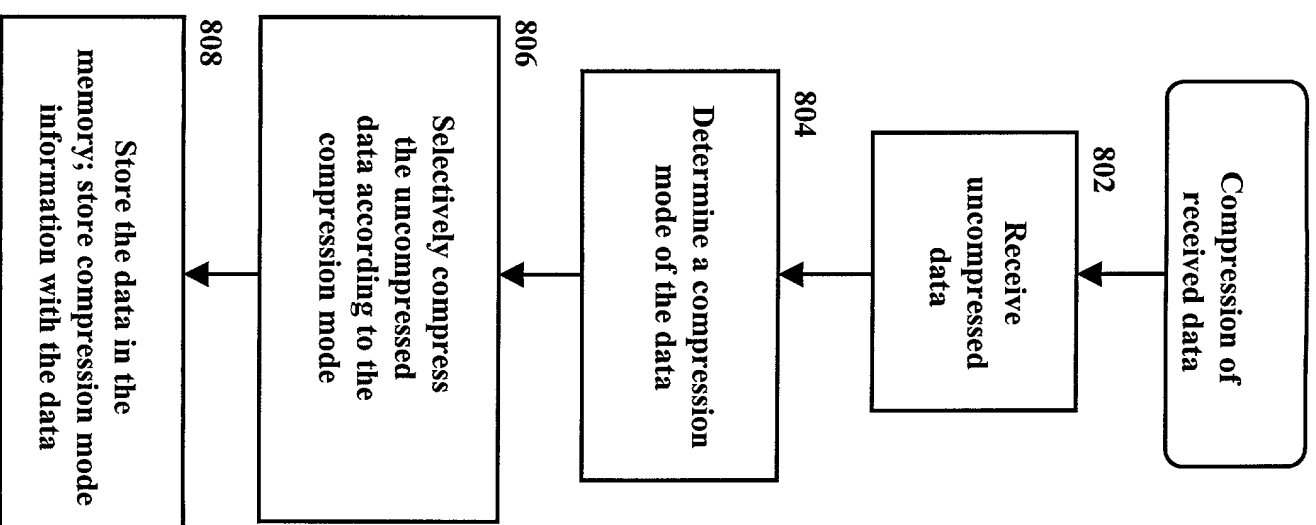 Compression of
received data
802
Receive
uncompressed
data
804
Determine a compression
mode of the data
806
Selectively compress
the uncompressed
data according to the
compression mode
808
Store the data in the
memory; store compression mode
information with the data